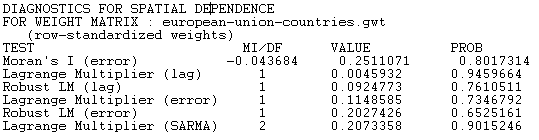 DIAGNOSTICS FOR SPATIAL DEPENDENCE
FOR WEIGHT MATRIX : european-union-countries.gwt
(row-standardized weights)
TEST MI/DF VALUE PROB
Moran's I (error) -0.043684 0.2511071 0.8017314
Lagrange Multiplier (lag) 1 0.0045932 0.9459664
Robust LM (lag) 1 0.0924773 0.7610511
Lagrange Multiplier (error) 1 0.1148585 0.7346792
Robust LM (error) 1 0.2027426 0.6525161
Lagrange Multiplier (SARMA) 2 0.2073358 0.9015246